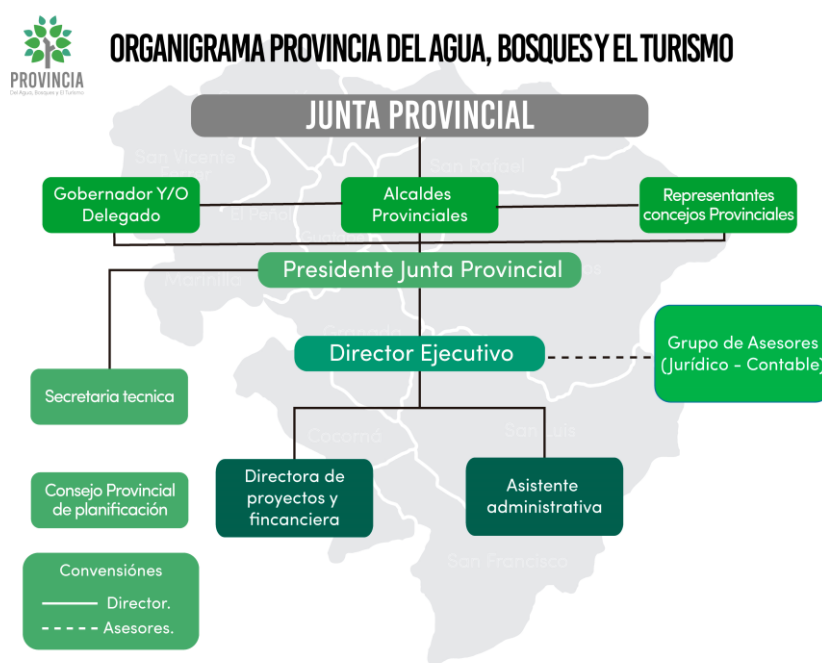 PROVINCIA
Del Agua, Bosques y El Turismo
ORGANIGRAMA PROVINCIA DEL AGUA, BOSQUES Y EL TURISMO
JUNTA PROVINCIAL
San Vicente
Ferrer
San Rafael
Gobernador Y/O
Delegado
Alcaldes
Provinciales
Representantes
concejos Provinciales
El Peñol
Presidente Junta Provincial
Marinilla
Granada
Director Ejecutivo
Grupo de Asesores
(Jurídico - Contable)
Secretaria tecnica
Cocorná
San Luis
Consejo Provincial
de planificación
Directora de
proyectos y
fincanciera
Asistente
administrativa
San Francisco
Convensiónes
Director.
Asesores.